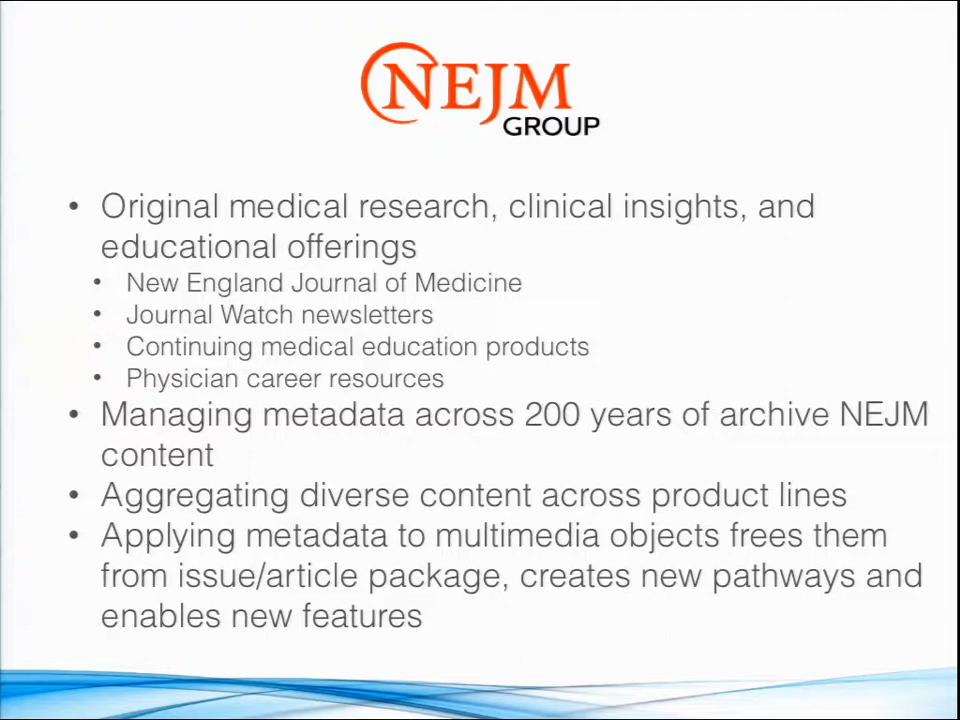 NEJM
GROUP
• Original medical research, clinical insights, and
educational offerings
• New England Journal of Medicine
• Journal Watch newsletters
• Continuing medical education products
• Physician career resources
• Managing metadata across 200 years of archive NEJM
content
• Aggregating diverse content across product lines
• Applying metadata to multimedia objects frees them
from issue/article package, creates new pathways and
enables new features